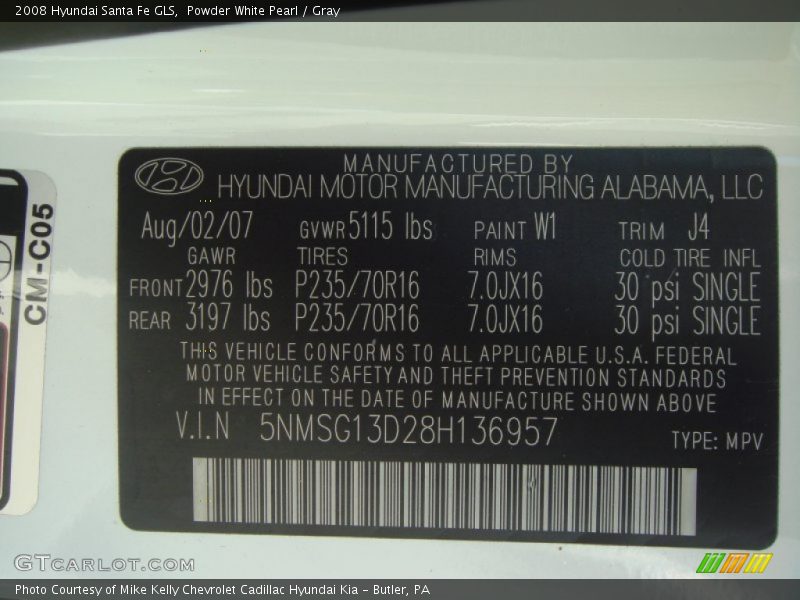 2008 Hyundai Santa Fe GLS, Powder White Pearl / Gray
CM-C05
MANUFACTURED BY
HYUNDAI MOTOR MANUFACTURING ALABAMA, LLC
Aug/02/07 GVWR 5115 lbs PAINT W1 TRIM J4
GAWR TIRES RIMS COLD TIRE INFL
FRONT 2976 lbs P235/70R16 7.0JX16 30 psi SINGLE
REAR 3197 lbs P235/70R16 7.0JX16 30 psi SINGLE
THIS VEHICLE CONFORMS TO ALL APPLICABLE U.S.A. FEDERAL
MOTOR VEHICLE SAFETY AND THEFT PREVENTION STANDARDS
IN EFFECT ON THE DATE OF MANUFACTURE SHOWN ABOVE
V.I.N 5NMSG13D28H136957 TYPE: MPV
GTCARLOT.COM
Photo Courtesy of Mike Kelly Chevrolet Cadillac Hyundai Kia - Butler, PA